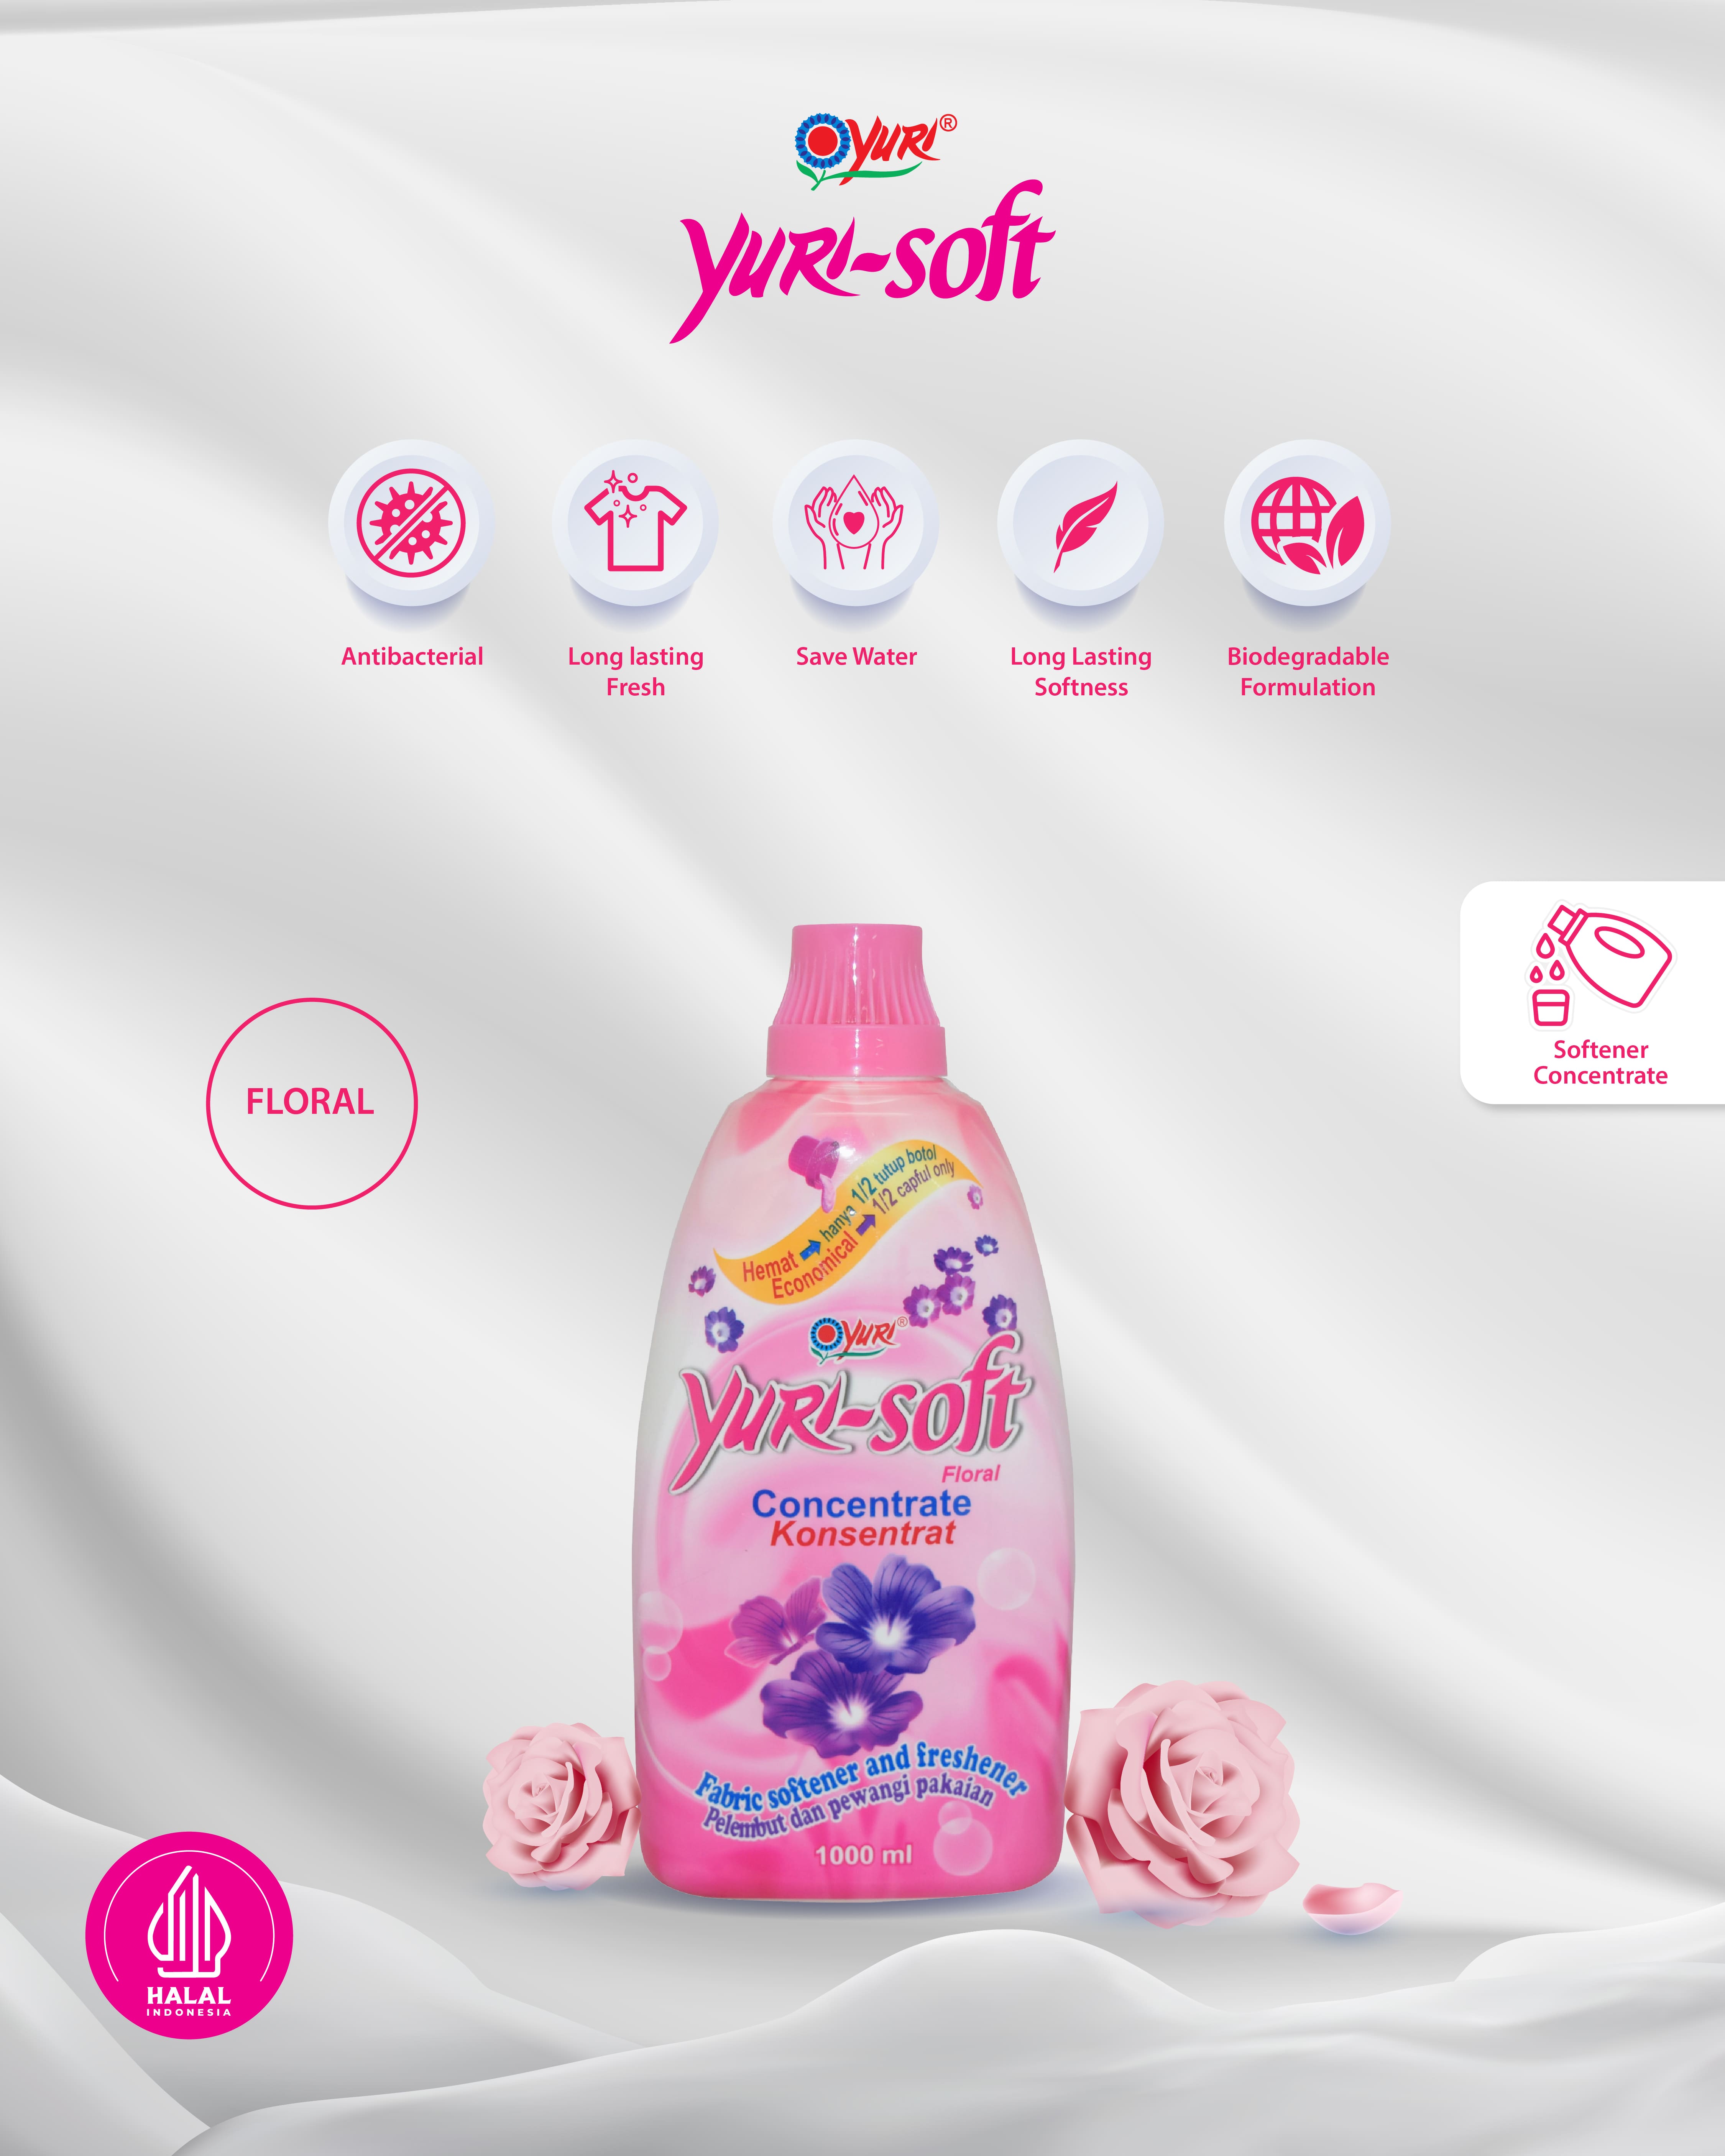 YURI®
YURI-soft
Antibacterial
Long lasting
Fresh
Save Water
Long Lasting
Softness
Biodegradable
Formulation
Softener
Concentrate
FLORAL
Hemat hanya 1/2 tutup botol
Economical 1/2 capful only
YURI®
YURI-soft
Floral
Concentrate
Konsentrat
Fabric softener and freshener
Pelembut dan pewangi pakaian
1000 ml
HALAL
INDONESIA